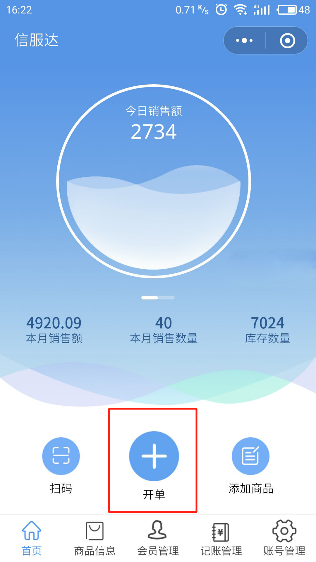 16:22 0.71 K/s 48
信服达
今日销售额
2734
4920.09 40 7024
本月销售额 本月销售数量 库存数量
扫码 开单 添加商品
首页 商品信息 会员管理 记账管理 账号管理